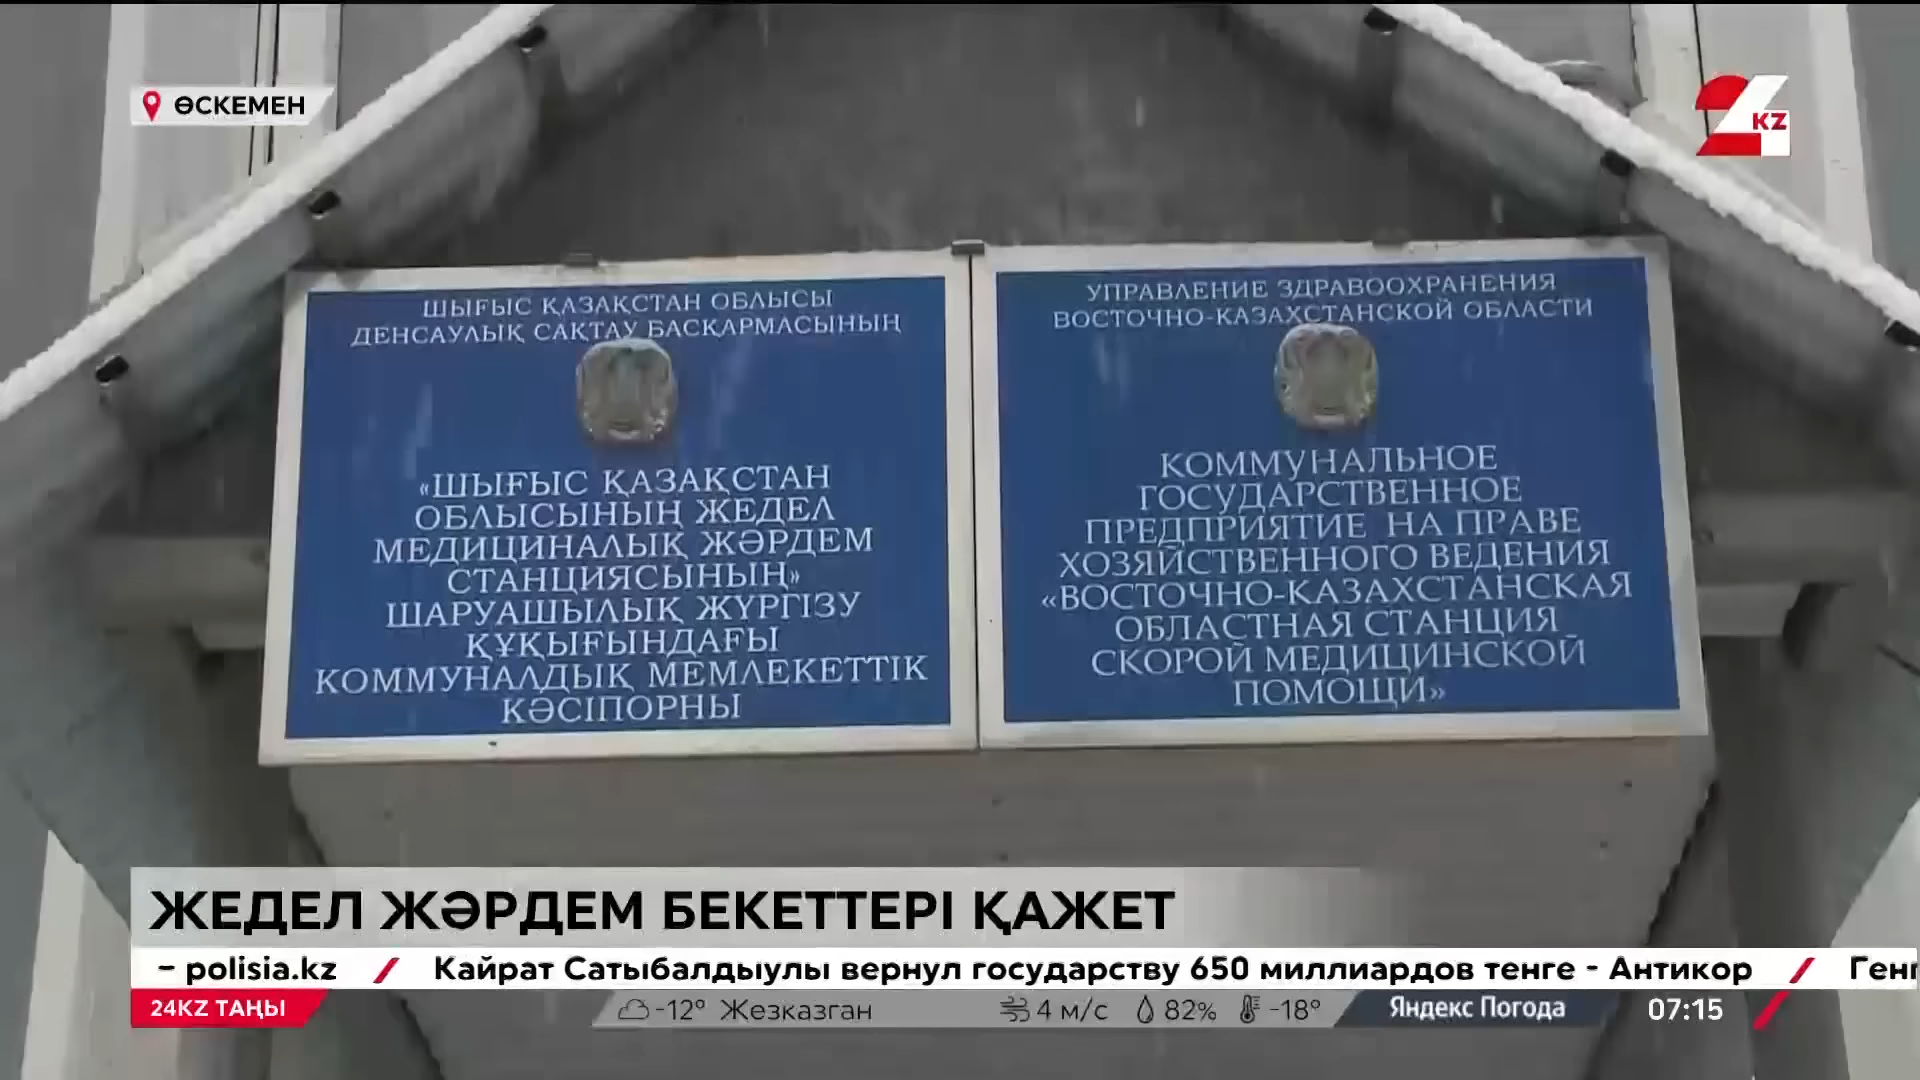 ӨСКЕМЕН
24 KZ
ШЫҒЫС ҚАЗАҚСТАН ОБЛЫСЫ
ДЕНСАУЛЫҚ САҚТАУ БАСҚАРМАСЫНЫҢ
«ШЫҒЫС ҚАЗАҚСТАН
ОБЛЫСЫНЫҢ ЖЕДЕЛ
МЕДИЦИНАЛЫҚ ЖӘРДЕМ
СТАНЦИЯСЫНЫҢ»
ШАРУАШЫЛЫҚ ЖҮРГІЗУ
ҚҰҚЫҒЫНДАҒЫ
КОММУНАЛДЫҚ МЕМЛЕКЕТТІК
КӘСІПОРНЫ
УПРАВЛЕНИЕ ЗДРАВООХРАНЕНИЯ
ВОСТОЧНО-КАЗАХСТАНСКОЙ ОБЛАСТИ
КОММУНАЛЬНОЕ
ГОСУДАРСТВЕННОЕ
ПРЕДПРИЯТИЕ НА ПРАВЕ
ХОЗЯЙСТВЕННОГО ВЕДЕНИЯ
«ВОСТОЧНО-КАЗАХСТАНСКАЯ
ОБЛАСТНАЯ СТАНЦИЯ
СКОРОЙ МЕДИЦИНСКОЙ
ПОМОЩИ»
ЖЕДЕЛ ЖӘРДЕМ БЕКЕТТЕРІ ҚАЖЕТ
– polisia.kz / Кайрат Сатыбалдыулы вернул государству 650 миллиардов тенге - Антикор /
24KZ ТАҢЫ -12° Жезказган 4 м/с 82% -18° Яндекс Погода 07:15